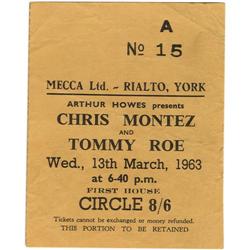 A
No 15
MECCA Ltd. - RIALTO, YORK
ARTHUR HOWES presents
CHRIS MONTEZ
AND
TOMMY ROE
Wed., 13th March, 1963
at 6-40 p.m.
FIRST HOUSE
CIRCLE 8/6
Tickets cannot be exchanged or money refunded.
THIS PORTION TO BE RETAINED